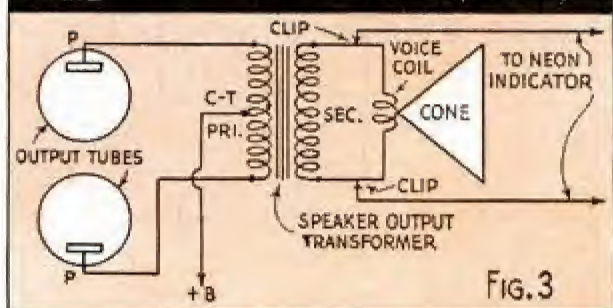 P
CLIP
VOICE
COIL
TO NEON
INDICATOR
C-T
PRI.
SEC.
CONE
OUTPUT TUBES
CLIP
SPEAKER OUTPUT
TRANSFORMER
P
+B
FIG. 3